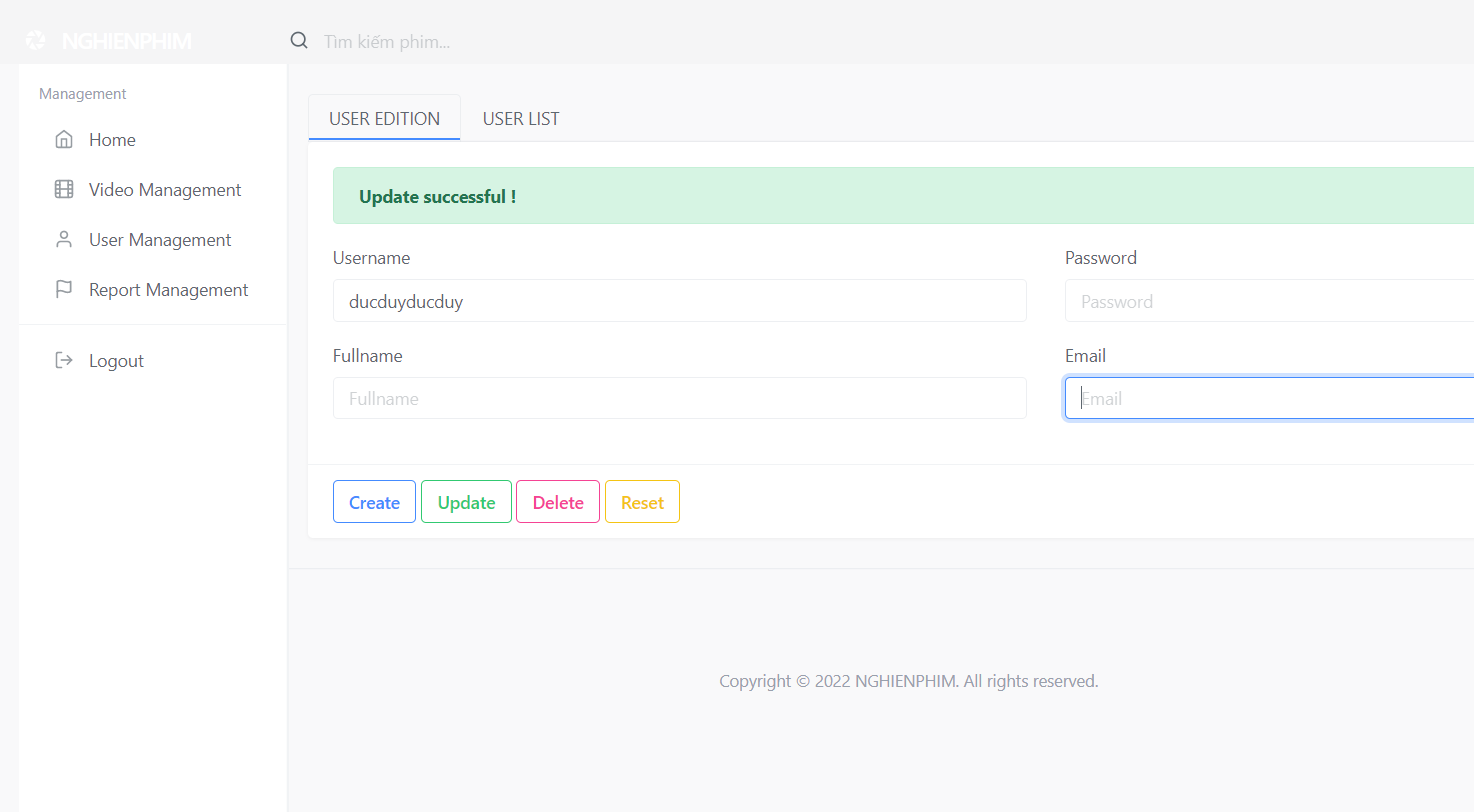 NGHIENPHIM
Tìm kiếm phim...
Management
Home
Video Management
User Management
Report Management
Logout
USER EDITION
USER LIST
Update successful !
Username
Password
ducduyducduy
Password
Fullname
Email
Fullname
Email
Create
Update
Delete
Reset
Copyright © 2022 NGHIENPHIM. All rights reserved.